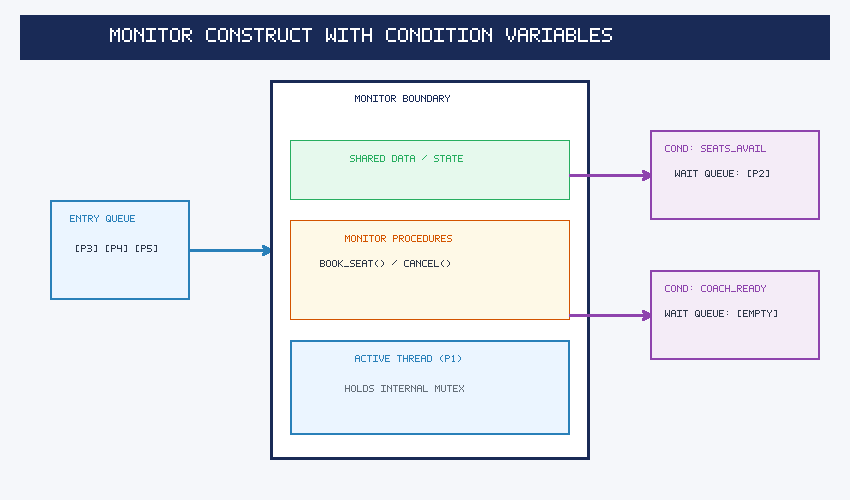 MONITOR CONSTRUCT WITH CONDITION VARIABLES
MONITOR BOUNDARY
SHARED DATA / STATE
MONITOR PROCEDURES
BOOK_SEAT() / CANCEL()
ACTIVE THREAD (P1)
HOLDS INTERNAL MUTEX
ENTRY QUEUE
[P3] [P4] [P5]
COND: SEATS_AVAIL
WAIT QUEUE: [P2]
COND: COACH_READY
WAIT QUEUE: [EMPTY]